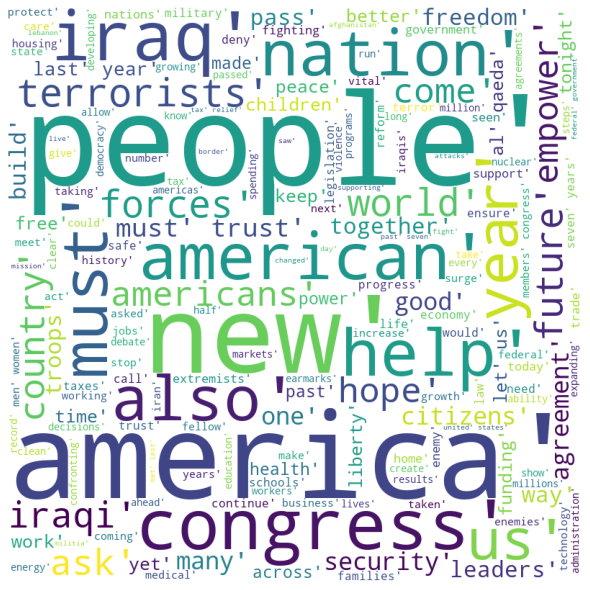 protect'
care'
nations'
military'
afghanistan'
pass'
better'
freedom'
housing'
lebanon'
iraq'
developing'
fighting'
government'
agreements'
state'
growing'
passed'
deny'
nation'
run'
vital'
tonight'
steps'
federal' government'
last' year'
made'
peace'
terrorists'
children'
terror'
million'
come'
seen'
al' qaeda'
empower'
build'
allow'
know'
tax' relief'
violence'
programs'
reform'
long'
people'
live'
democracy'
number'
border'
saw'
legislation'
iraqis'
nuclear'
support'
give'
tax'
spending'
attacks'
taking'
americas'
supporting'
forces'
keep'
next'
world'
ensure'
congress'
members'
seven'
years'
free'
could'
must'
trust'
together'
fight'
year'
future'
meet'
safe'
day'
take'
every'
mission'
clear'
history'
changed'
past' seven'
must'
american'
surge'
country'
troops'
act'
americans'
power'
progress'
good'
let' us'
trade'
expanding'
asked'
half'
new'
life'
economy'
would'
help'
jobs'
debate'
markets'
increase'
federal'
today'
men' women'
stop'
call'
iran'
extremists'
earmarks'
growth'
law'
need'
ability'
taxes'
working'
also'
past'
hope'
agreement'
time'
trust'
fellow'
one'
liberty'
enemy'
citizens'
record'
decisions'
america'
united' states'
clean'
confronting'
years'
education'
health'
make'
home'
create'
results'
funding'
way'
show'
millions'
technology'
administration'
schools'
workers'
iraqi'
ahead'
continue'
business'
lives'
taken'
congress'
us'
enemies'
work'
coming'
ask'
yet'
many'
security'
leaders'
energy'
militia'
medical'
across'
families'